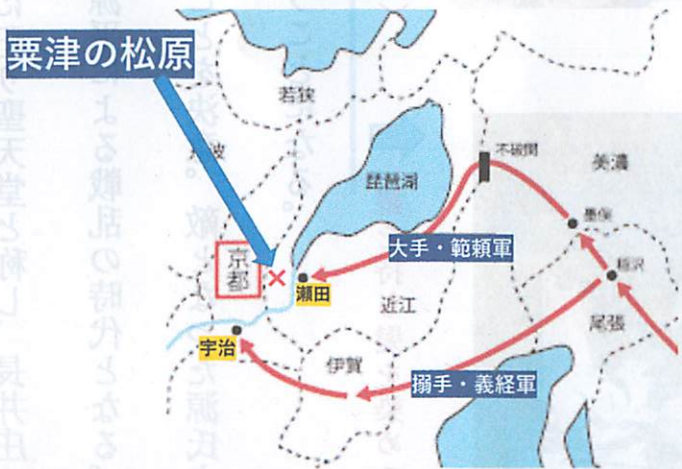 粟津の松原
若狭
琵琶湖
不破関
美濃
墨俣
稲沢
尾張
大手・範頼軍
京都
瀬田
近江
宇治
伊賀
搦手・義経軍